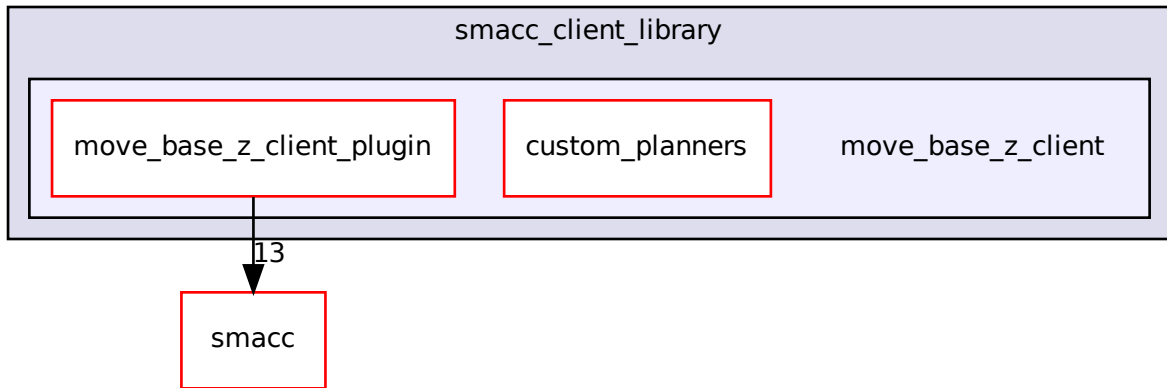 smacc_client_library
move_base_z_client_plugin
custom_planners
move_base_z_client
13
smacc